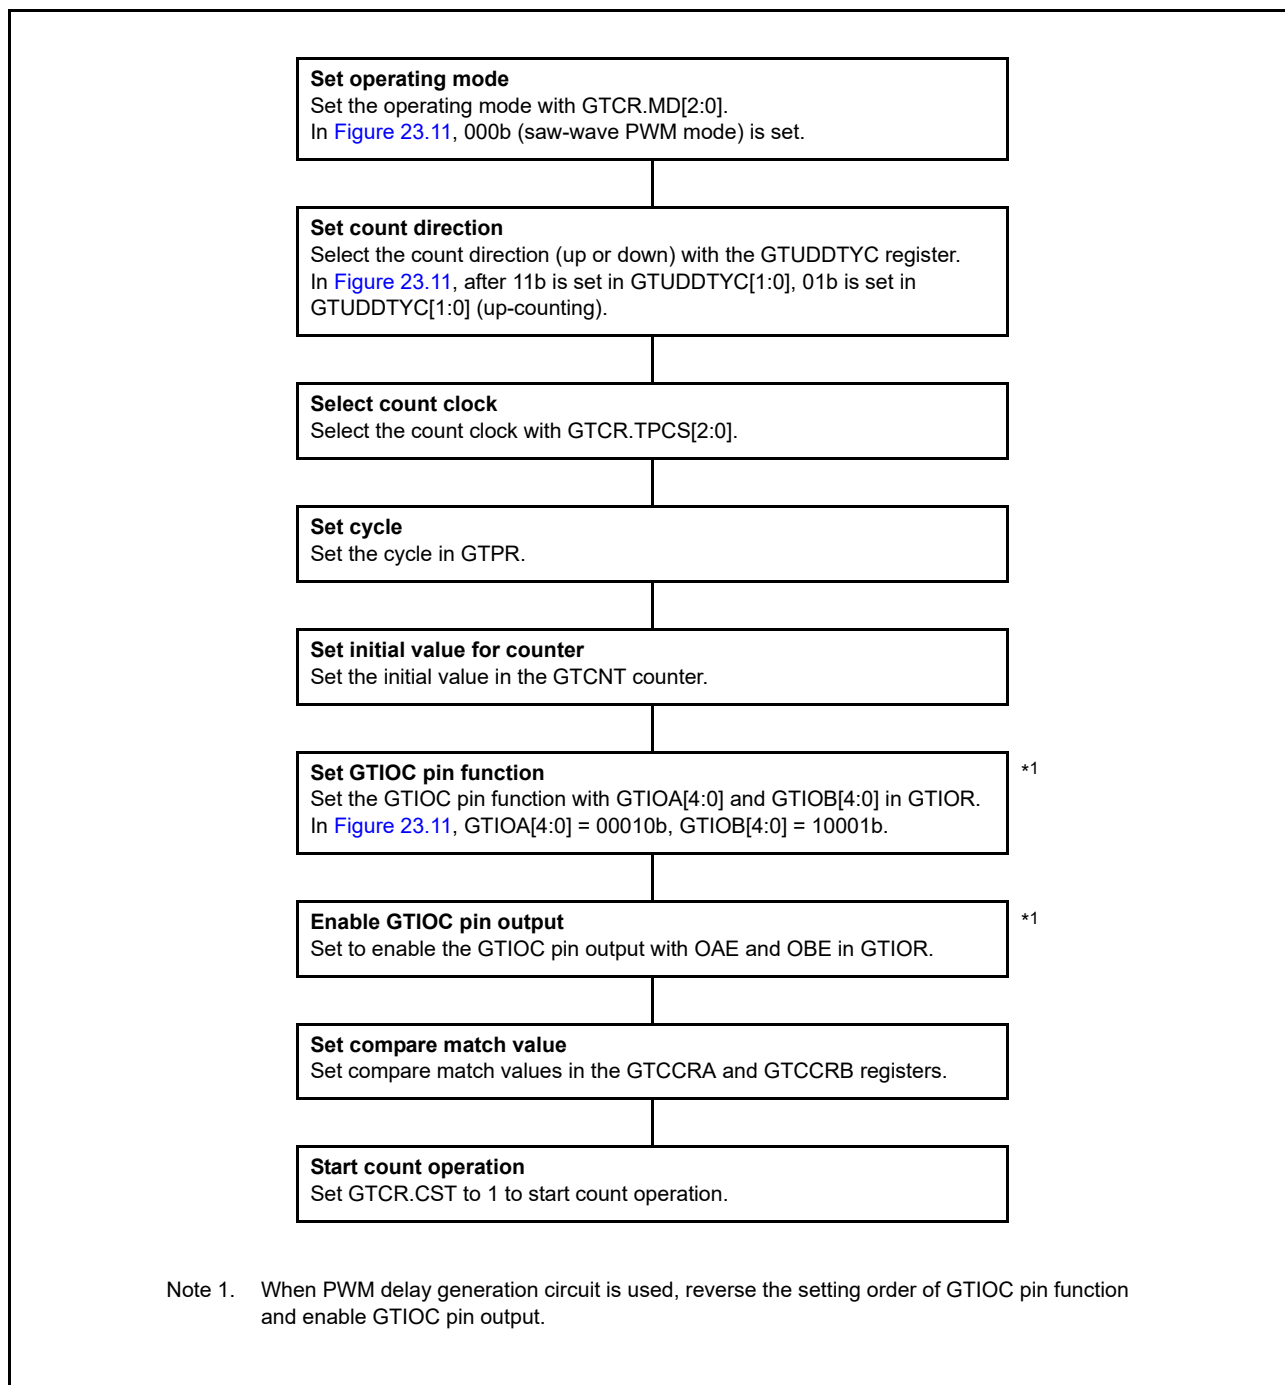 Set operating mode
Set the operating mode with GTCR.MD[2:0].
In Figure 23.11, 000b (saw-wave PWM mode) is set.
Set count direction
Select the count direction (up or down) with the GTUDDTYC register.
In Figure 23.11, after 11b is set in GTUDDTYC[1:0], 01b is set in
GTUDDTYC[1:0] (up-counting).
Select count clock
Select the count clock with GTCR.TPCS[2:0].
Set cycle
Set the cycle in GTPR.
Set initial value for counter
Set the initial value in the GTCNT counter.
Set GTIOC pin function *1
Set the GTIOC pin function with GTIOA[4:0] and GTIOB[4:0] in GTIOR.
In Figure 23.11, GTIOA[4:0] = 00010b, GTIOB[4:0] = 10001b.
Enable GTIOC pin output *1
Set to enable the GTIOC pin output with OAE and OBE in GTIOR.
Set compare match value
Set compare match values in the GTCCRA and GTCCRB registers.
Start count operation
Set GTCR.CST to 1 to start count operation.
Note 1. When PWM delay generation circuit is used, reverse the setting order of GTIOC pin function
and enable GTIOC pin output.